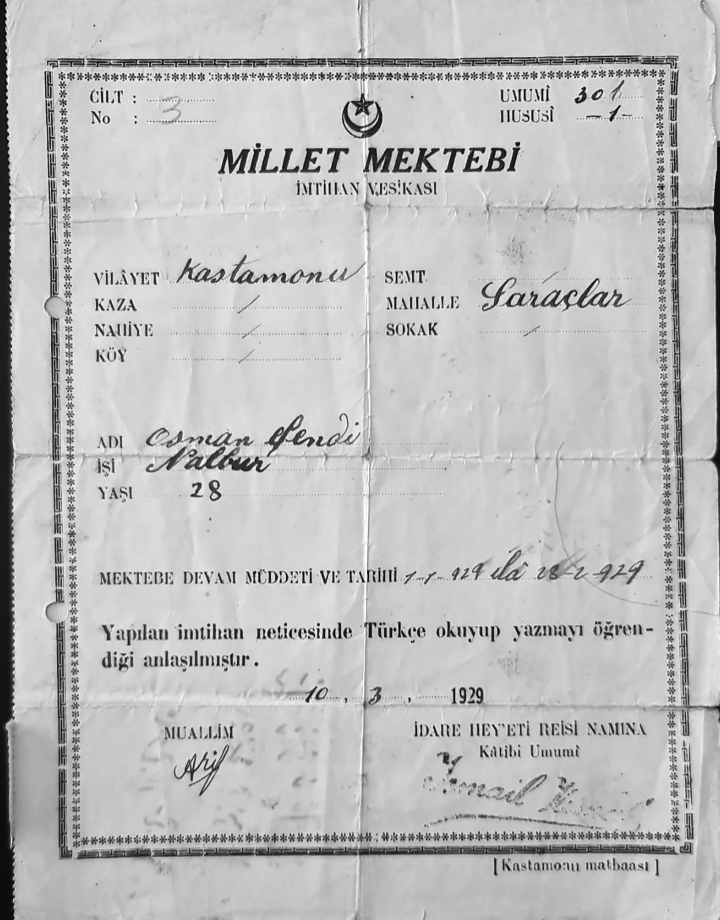 CİLT :
No : 3
UMUMÎ 301
HUSUSÎ -1-
MİLLET MEKTEBİ
İMTİHAN VESİKASI
VİLÂYET Kastamonu
KAZA /
NAHİYE /
KÖY /
SEMT /
MAHALLE Saraçlar
SOKAK /
ADI Osman Efendi
İŞİ Nalbur
YAŞI 28
MEKTEBE DEVAM MÜDDETİ VE TARİHİ 1-1-929 ilâ 28-2-929
Yapılan imtihan neticesinde Türkçe okuyup yazmayı öğren-
diği anlaşılmıştır.
10 , 3 , 1929
MUALLİM
Arif
İDARE HEY'ETİ REİSİ NAMINA
Kâtibi Umumî
İsmail
[ Kastamonu matbaası ]